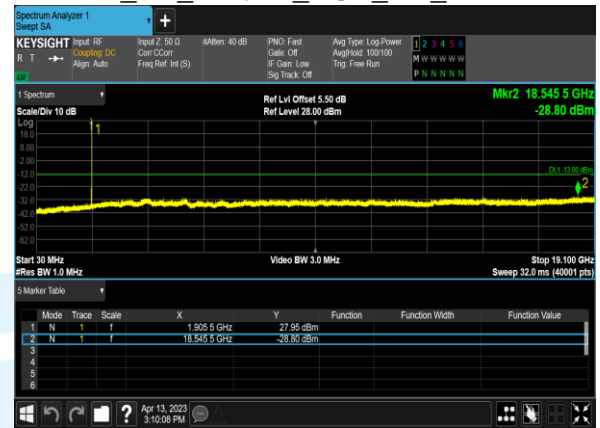 Spectrum Analyzer 1
Swept SA
KEYSIGHT
R T
Input: RF
Coupling: DC
Align: Auto
Input Z: 50 Ω
Corr CCorr
Freq Ref: Int (S)
#Atten: 40 dB
PNO: Fast
Gate: Off
IF Gain: Low
Sig Track: Off
Avg Type: Log-Power
Avg|Hold: 100/100
Trig: Free Run
1 2 3 4 5 6
M W W W W W
P N N N N N
1 Spectrum
Scale/Div 10 dB
Ref Lvl Offset 5.50 dB
Ref Level 28.00 dBm
Mkr2 18.545 5 GHz
-28.80 dBm
Log
18.0
8.00
-2.00
-12.0
-22.0
-32.0
-42.0
-52.0
-62.0
1
DL1 -13.00 dBm
2
Start 30 MHz
#Res BW 1.0 MHz
Video BW 3.0 MHz
Stop 19.100 GHz
Sweep 32.0 ms (40001 pts)
5 Marker Table
Mode Trace Scale X Y Function Function Width Function Value
1 N 1 f 1.905 5 GHz 27.95 dBm
2 N 1 f 18.545 5 GHz -28.80 dBm
3
4
5
6
?
Apr 13, 2023
3:10:08 PM